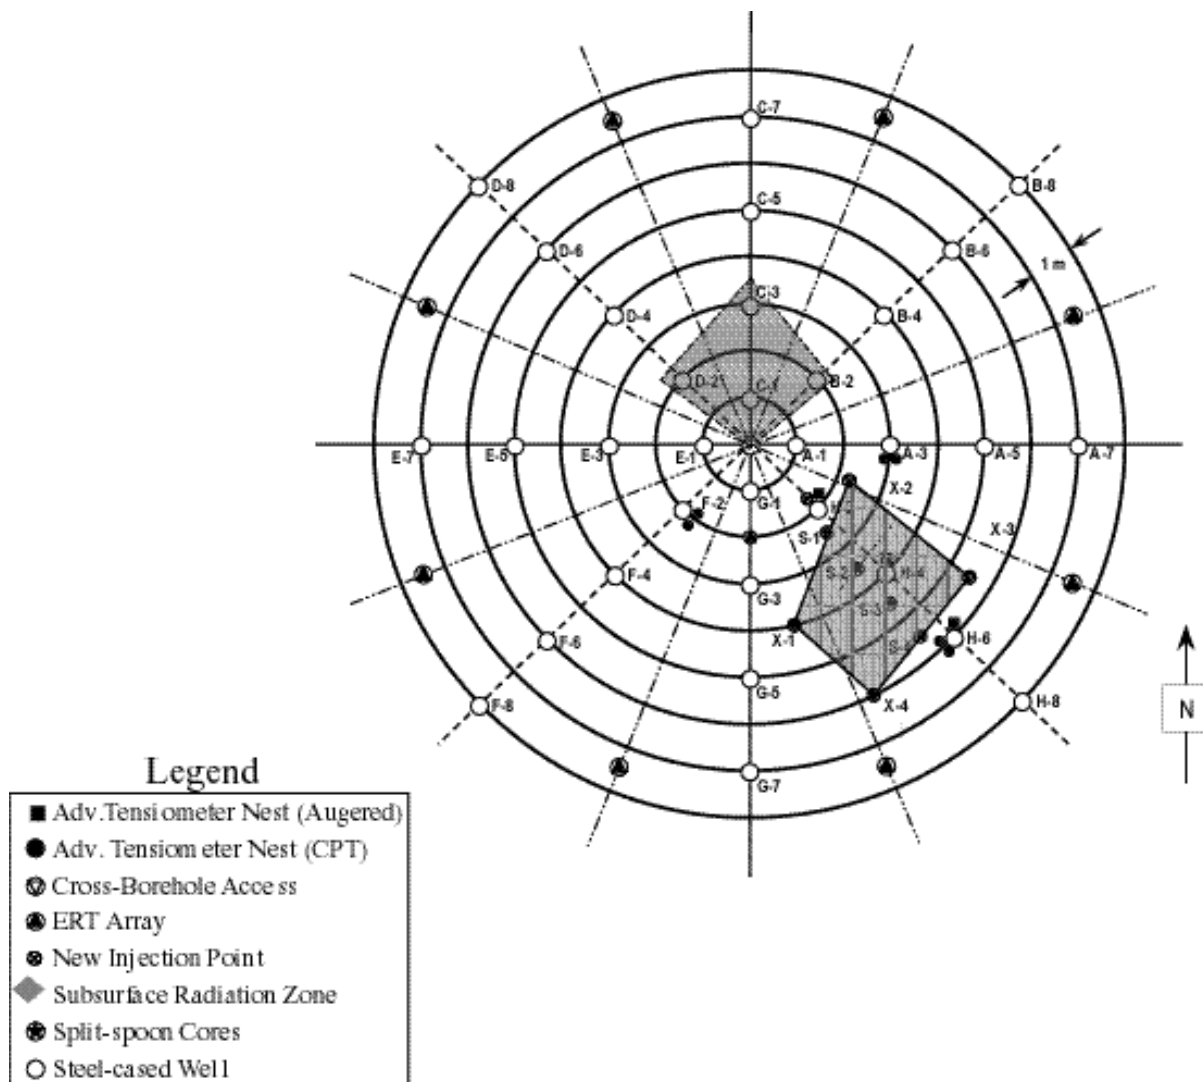 C-7
D-8
B-8
C-5
D-6
B-6
1 m
C-3
D-4
B-4
D-2
C-1
B-2
E-7
E-5
E-3
E-1
A-1
A-3
A-5
A-7
X-2
F-2
G-1
X-3
S-1
S-2
H-4
F-4
G-3
S-3
X-1
S-4
H-6
F-6
G-5
X-4
H-8
F-8
N
G-7
Legend
Adv.Tensiometer Nest (Augered)
Adv. Tensiometer Nest (CPT)
Cross-Borehole Access
ERT Array
New Injection Point
Subsurface Radiation Zone
Split-spoon Cores
Steel-cased Well